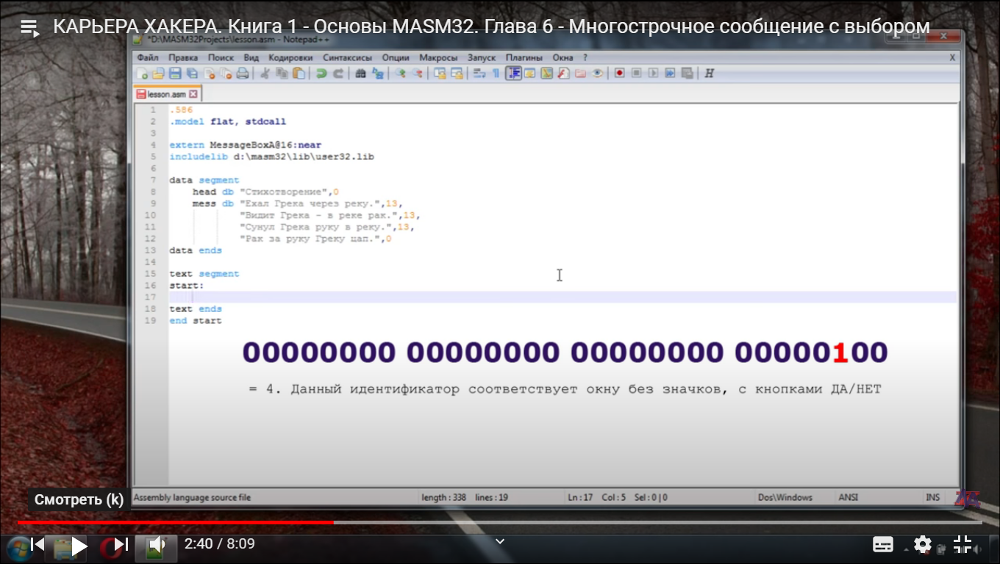 КАРЬЕРА ХАКЕРА. Книга 1 - Основы MASM32. Глава 6 - Многострочное сообщение с выбором
*D:\MASM32Projects\lesson.asm - Notepad++
Файл Правка Поиск Вид Кодировки Синтаксисы Опции Макросы Запуск Плагины Окна ? X
lesson.asm
1 .586
2 .model flat, stdcall
3
4 extern MessageBoxA@16:near
5 includelib d:\masm32\lib\user32.lib
6
7 data segment
8 head db "Стихотворение",0
9 mess db "Ехал Грека через реку.",13,
10 "Видит Грека - в реке рак.",13,
11 "Сунул Грека руку в реку.",13,
12 "Рак за руку Греку цап.",0
13 data ends
14
15 text segment
16 start:
17
18 text ends
19 end start
00000000 00000000 00000000 00000100
= 4. Данный идентификатор соответствует окну без значков, с кнопками ДА/НЕТ
Смотреть (k)
Assembly language source file length : 338 lines : 19 Ln : 17 Col : 5 Sel : 0 | 0 Dos\Windows ANSI INS
2:40 / 8:09